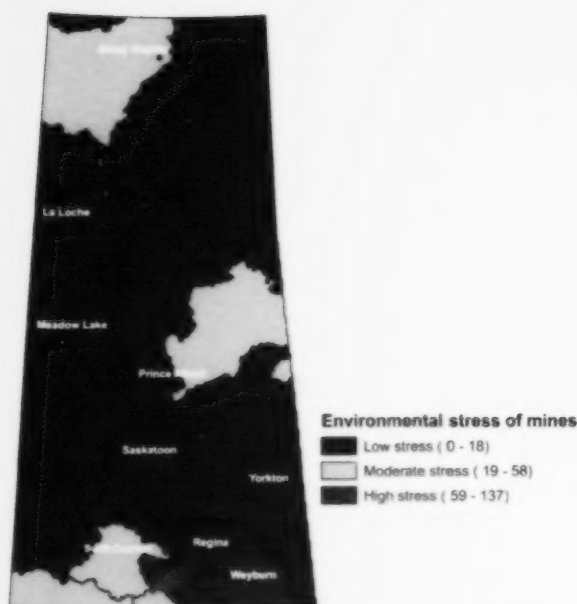 La Loche
Meadow Lake
Prince
Saskatoon
Yorkton
Regina
Weyburn
Environmental stress of mines
Low stress ( 0 - 18)
Moderate stress ( 19 - 58)
High stress ( 59 - 137)